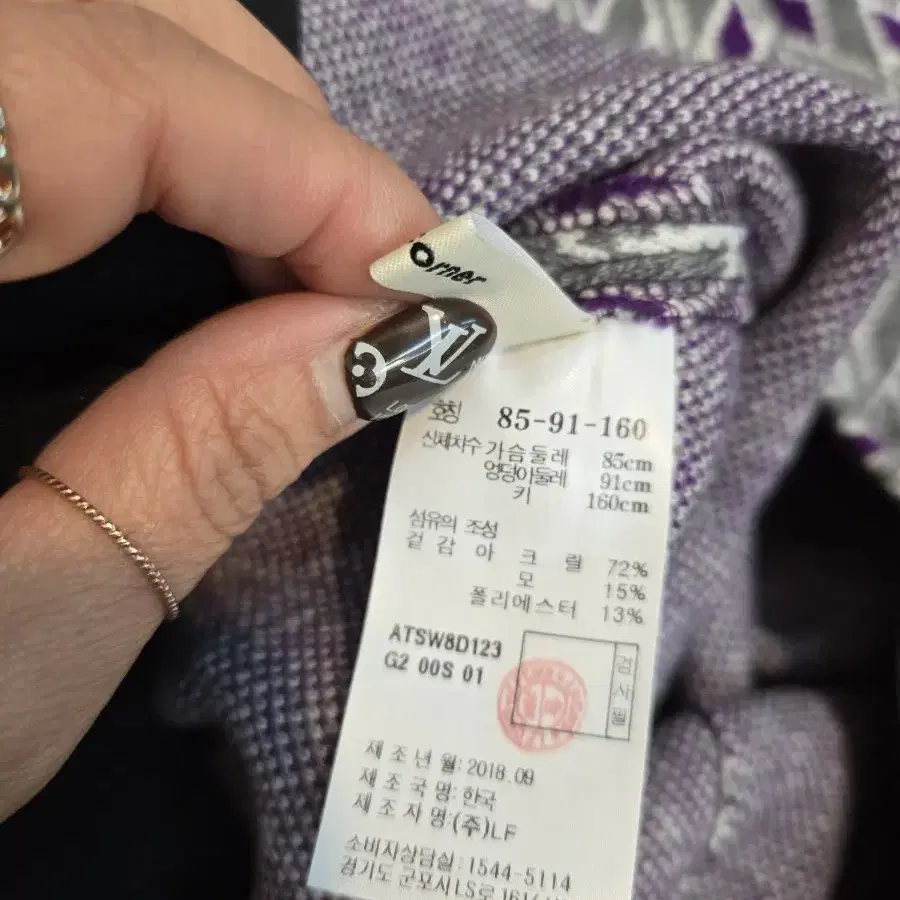 orner
LV
호칭 85-91-160
신체치수 가슴둘레 85cm
엉덩이둘레 91cm
키 160cm
섬유의 조성
겉감 아크릴 72%
모 15%
폴리에스터 13%
ATSW8D123
G2 00S 01
검사필
제조년월: 2018.09
제조국명: 한국
제조자명:(주)LF
소비자상담실: 1544-5114
경기도 군포시 LS로